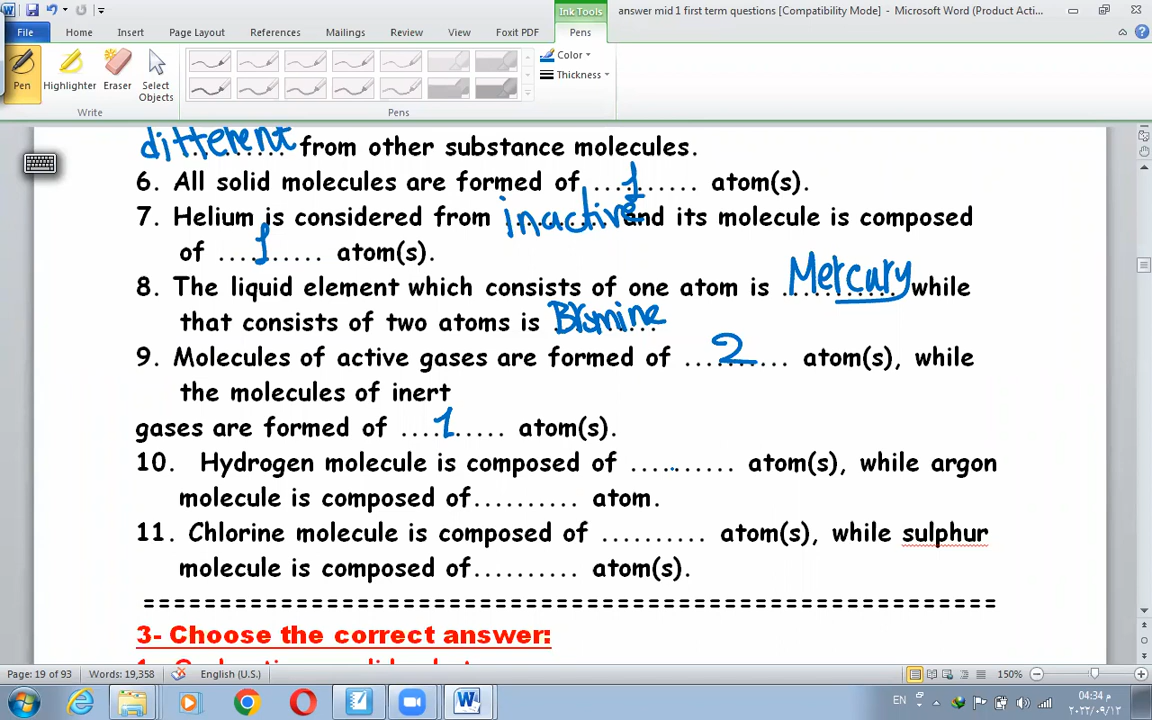 Ink Tools
answer mid 1 first term questions [Compatibility Mode] - Microsoft Word (Product Acti...
File Home Insert Page Layout References Mailings Review View Foxit PDF Pens
Pen Highlighter Eraser Select Objects
Color
Thickness
Write Pens
different from other substance molecules.
6. All solid molecules are formed of ....1...... atom(s).
7. Helium is considered from inactive and its molecule is composed
of ....1...... atom(s).
8. The liquid element which consists of one atom is Mercury while
that consists of two atoms is Bromine
9. Molecules of active gases are formed of ....2...... atom(s), while
the molecules of inert
gases are formed of ....1..... atom(s).
10. Hydrogen molecule is composed of .......... atom(s), while argon
molecule is composed of.......... atom.
11. Chlorine molecule is composed of .......... atom(s), while sulphur
molecule is composed of.......... atom(s).
========================================================
3- Choose the correct answer:
Page: 19 of 93 Words: 19,358 English (U.S.) 150%
EN
04:34 م
٢٠٢٢/٠٩/١٣